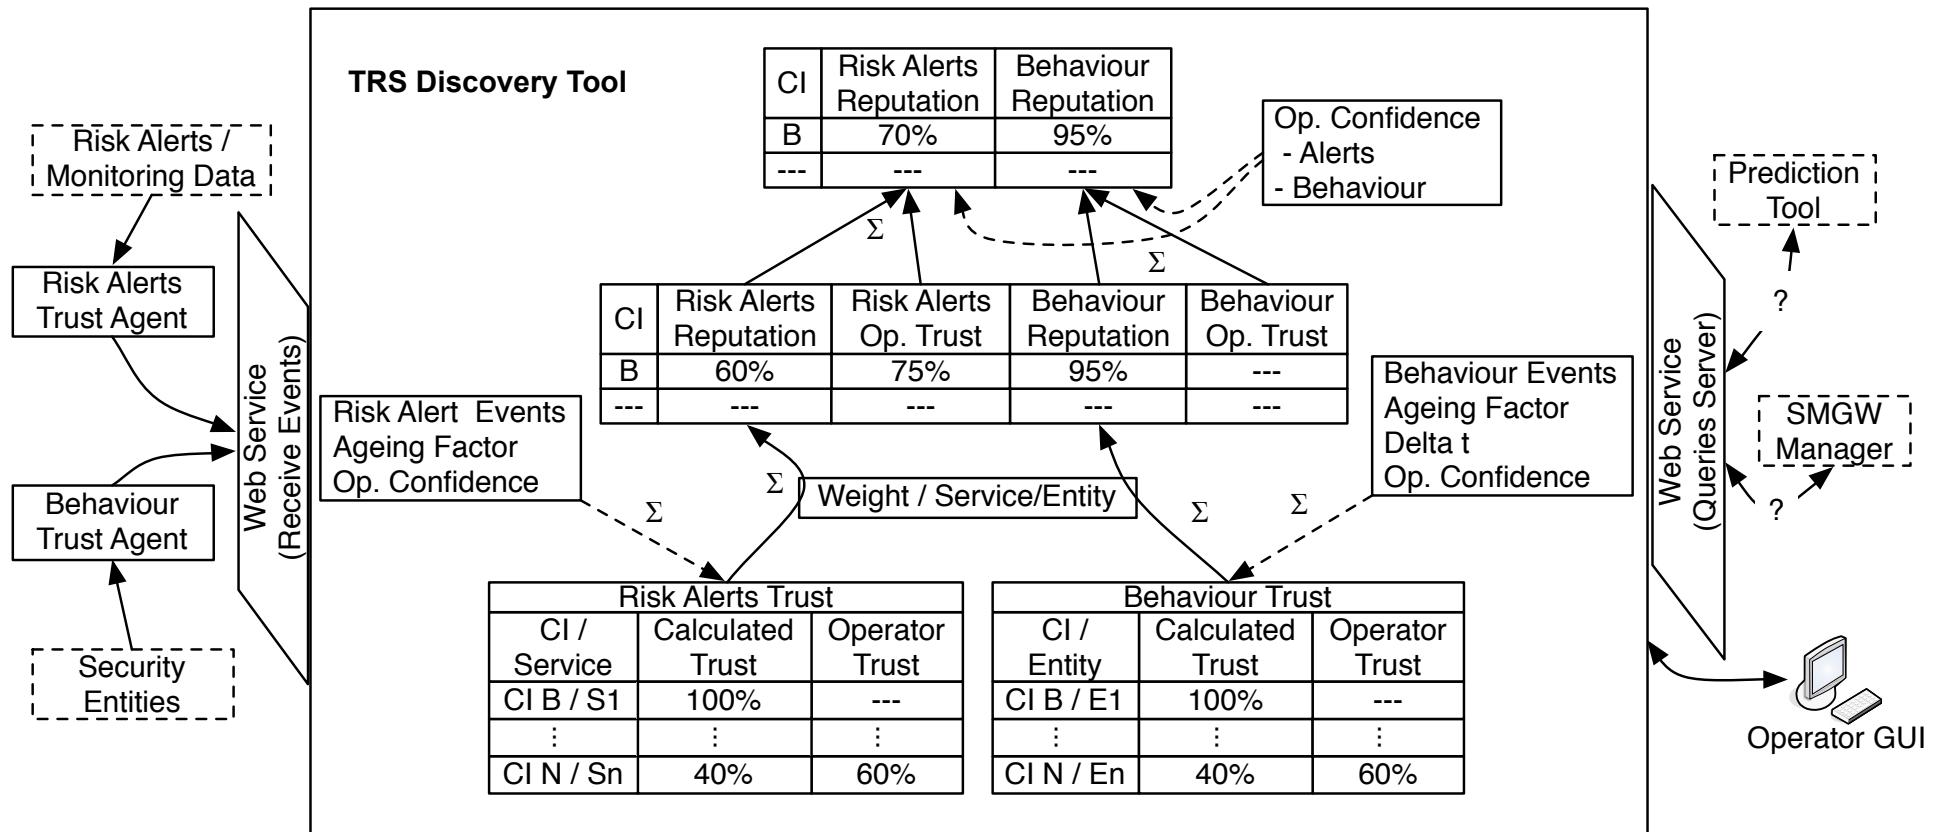 TRS Discovery Tool
CI
Risk Alerts
Reputation
Behaviour
Reputation
B 70% 95%
--- --- ---
Op. Confidence
- Alerts
- Behaviour
Risk Alerts /
Monitoring Data
Risk Alerts
Trust Agent
Behaviour
Trust Agent
Security
Entities
Web Service
(Receive Events)
Σ
Σ
CI
Risk Alerts
Reputation
Risk Alerts
Op. Trust
Behaviour
Reputation
Behaviour
Op. Trust
B 60% 75% 95% ---
--- --- --- --- ---
Risk Alert Events
Ageing Factor
Op. Confidence
Behaviour Events
Ageing Factor
Delta t
Op. Confidence
Σ
Σ
Weight / Service/Entity
Σ
Σ
Risk Alerts Trust
CI /
Service
Calculated
Trust
Operator
Trust
CI B / S1 100% ---
⋮ ⋮ ⋮
CI N / Sn 40% 60%
Behaviour Trust
CI /
Entity
Calculated
Trust
Operator
Trust
CI B / E1 100% ---
⋮ ⋮ ⋮
CI N / En 40% 60%
Web Service
(Queries Server)
Prediction
Tool
?
SMGW
Manager
?
Operator GUI